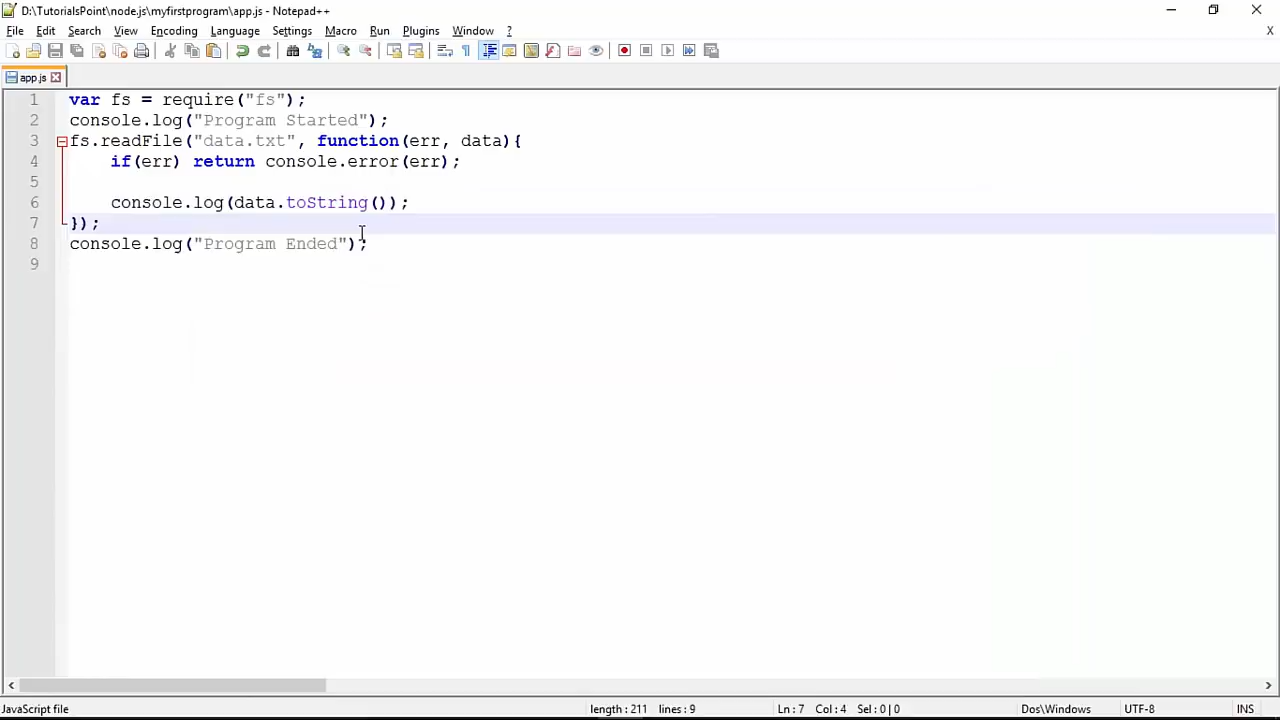 D:\TutorialsPoint\node.js\myfirstprogram\app.js - Notepad++
File Edit Search View Encoding Language Settings Macro Run Plugins Window ? X
app.js
1 var fs = require("fs");
2 console.log("Program Started");
3 fs.readFile("data.txt", function(err, data){
4 if(err) return console.error(err);
5
6 console.log(data.toString());
7 });
8 console.log("Program Ended");
9
JavaScript file length : 211 lines : 9 Ln : 7 Col : 4 Sel : 0 | 0 Dos\Windows UTF-8 INS